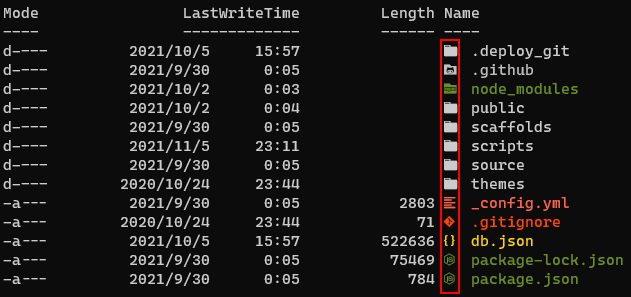 Mode LastWriteTime Length Name
---- ------------- ------ ----
d---- 2021/10/5 15:57 .deploy_git
d---- 2021/9/30 0:05 .github
d---- 2021/10/2 0:03 node_modules
d---- 2021/10/2 0:04 public
d---- 2021/9/30 0:05 scaffolds
d---- 2021/11/5 23:11 scripts
d---- 2021/9/30 0:05 source
d---- 2020/10/24 23:44 themes
-a--- 2021/9/30 0:05 2803 _config.yml
-a--- 2020/10/24 23:44 71 .gitignore
-a--- 2021/10/5 15:57 522636 db.json
-a--- 2021/9/30 0:05 75469 package-lock.json
-a--- 2021/9/30 0:05 784 package.json